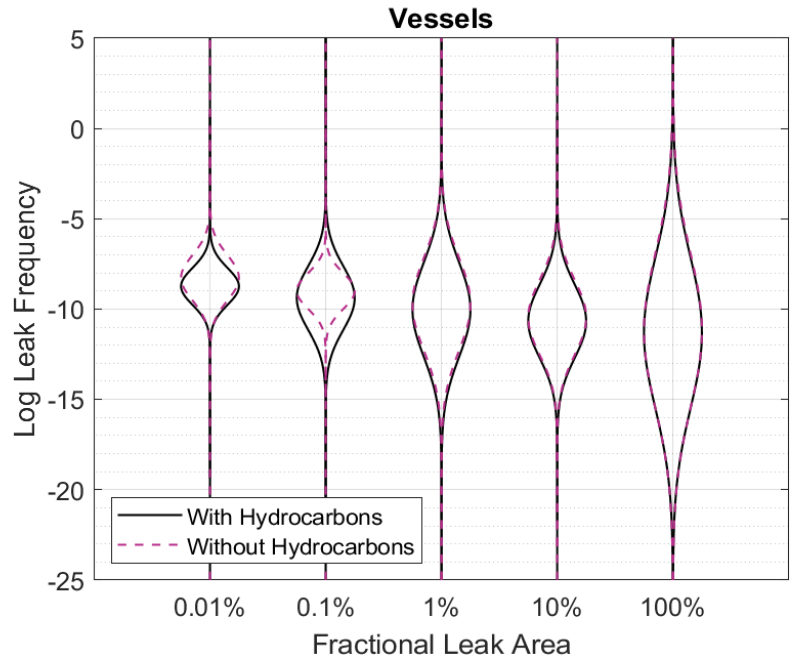 Vessels
5
0
-5
-10
-15
-20
-25
Log Leak Frequency
With Hydrocarbons
Without Hydrocarbons
0.01% 0.1% 1% 10% 100%
Fractional Leak Area